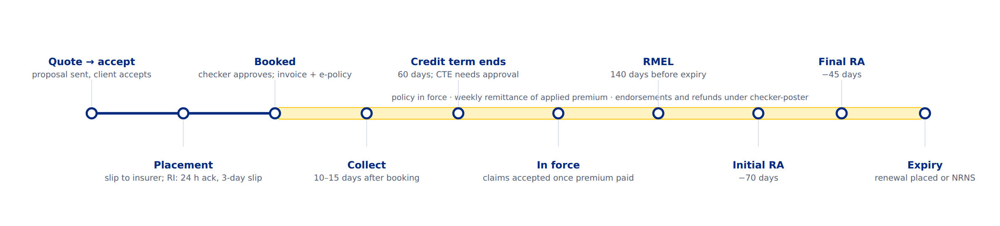 Quote → accept
proposal sent, client accepts
Booked
checker approves; invoice + e-policy
Credit term ends
60 days; CTE needs approval
RMEL
140 days before expiry
Final RA
−45 days
policy in force · weekly remittance of applied premium · endorsements and refunds under checker-poster
Placement
slip to insurer; RI: 24 h ack, 3-day slip
Collect
10–15 days after booking
In force
claims accepted once premium paid
Initial RA
−70 days
Expiry
renewal placed or NRNS